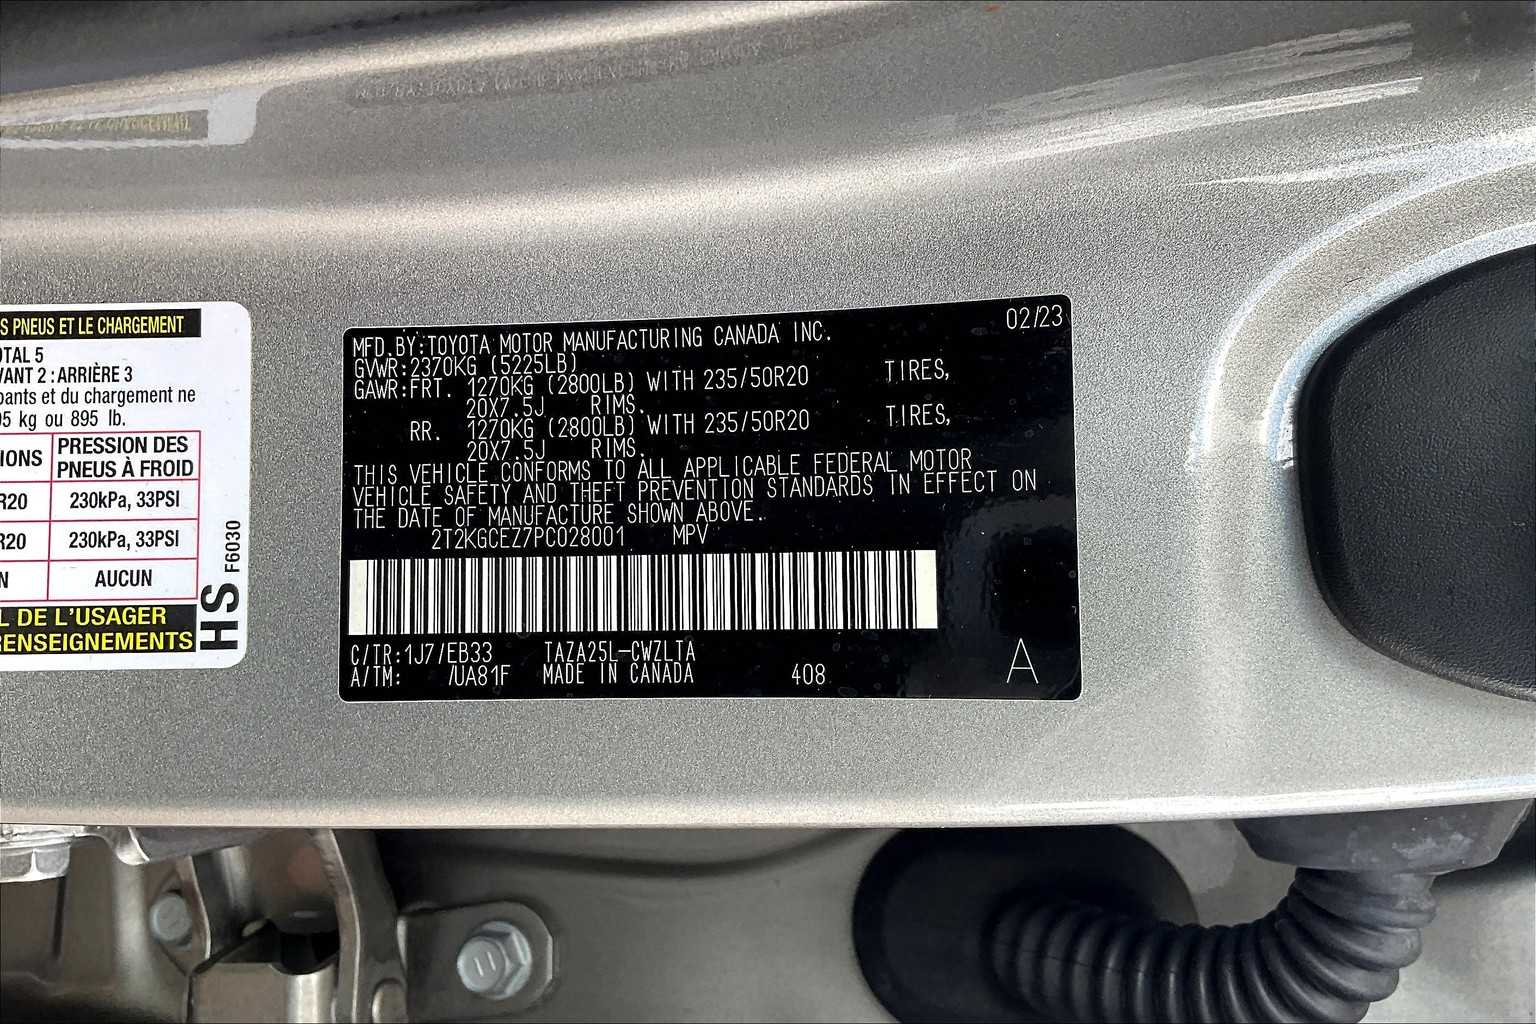 S PNEUS ET LE CHARGEMENT
OTAL 5
VANT 2 : ARRIÈRE 3
pants et du chargement ne
95 kg ou 895 lb.
IONS PRESSION DES PNEUS À FROID
R20 230kPa, 33PSI
R20 230kPa, 33PSI
N AUCUN
L DE L'USAGER
RENSEIGNEMENTS
HS F6030
02/23
MFD.BY:TOYOTA MOTOR MANUFACTURING CANADA INC.
GVWR:2370KG (5225LB)
GAWR:FRT. 1270KG (2800LB) WITH 235/50R20 TIRES,
20X7.5J RIMS.
RR. 1270KG (2800LB) WITH 235/50R20 TIRES,
20X7.5J RIMS.
THIS VEHICLE CONFORMS TO ALL APPLICABLE FEDERAL MOTOR
VEHICLE SAFETY AND THEFT PREVENTION STANDARDS IN EFFECT ON
THE DATE OF MANUFACTURE SHOWN ABOVE.
2T2KGCEZ7PC028001 MPV
C/TR:1J7/EB33 TAZA25L-CWZLTA
A/TM: /UA81F MADE IN CANADA 408
A